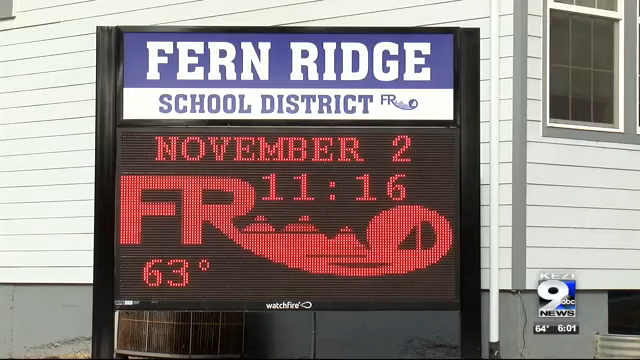 FERN RIDGE
SCHOOL DISTRICT FR
NOVEMBER 2
11:16
FR
63°
watchfire
KEZI
9 abc
NEWS
64° 6:01